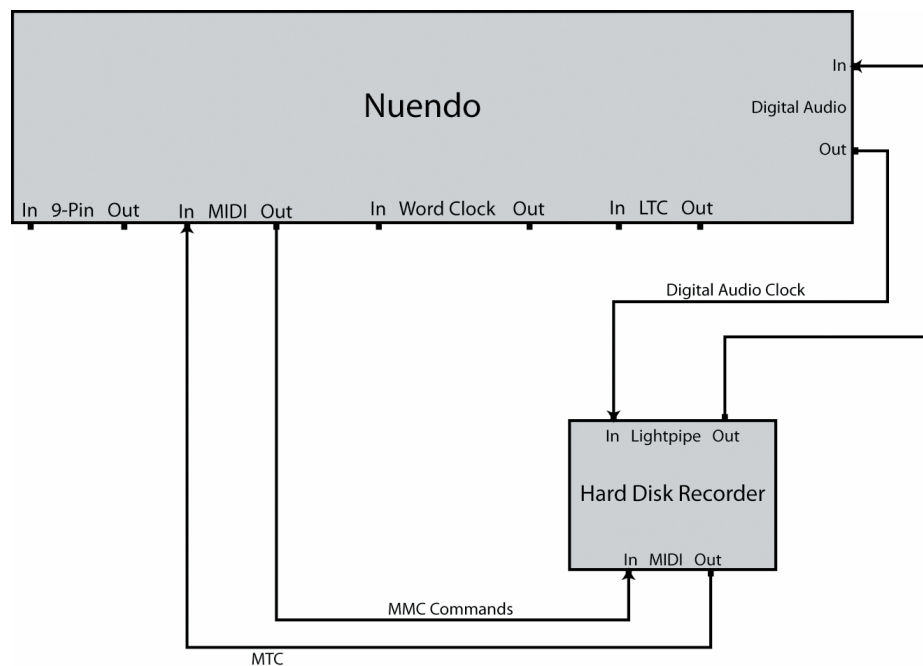 In
Nuendo
Digital Audio
Out
In 9-Pin Out In MIDI Out In Word Clock Out In LTC Out
Digital Audio Clock
In Lightpipe Out
Hard Disk Recorder
In MIDI Out
MMC Commands
MTC